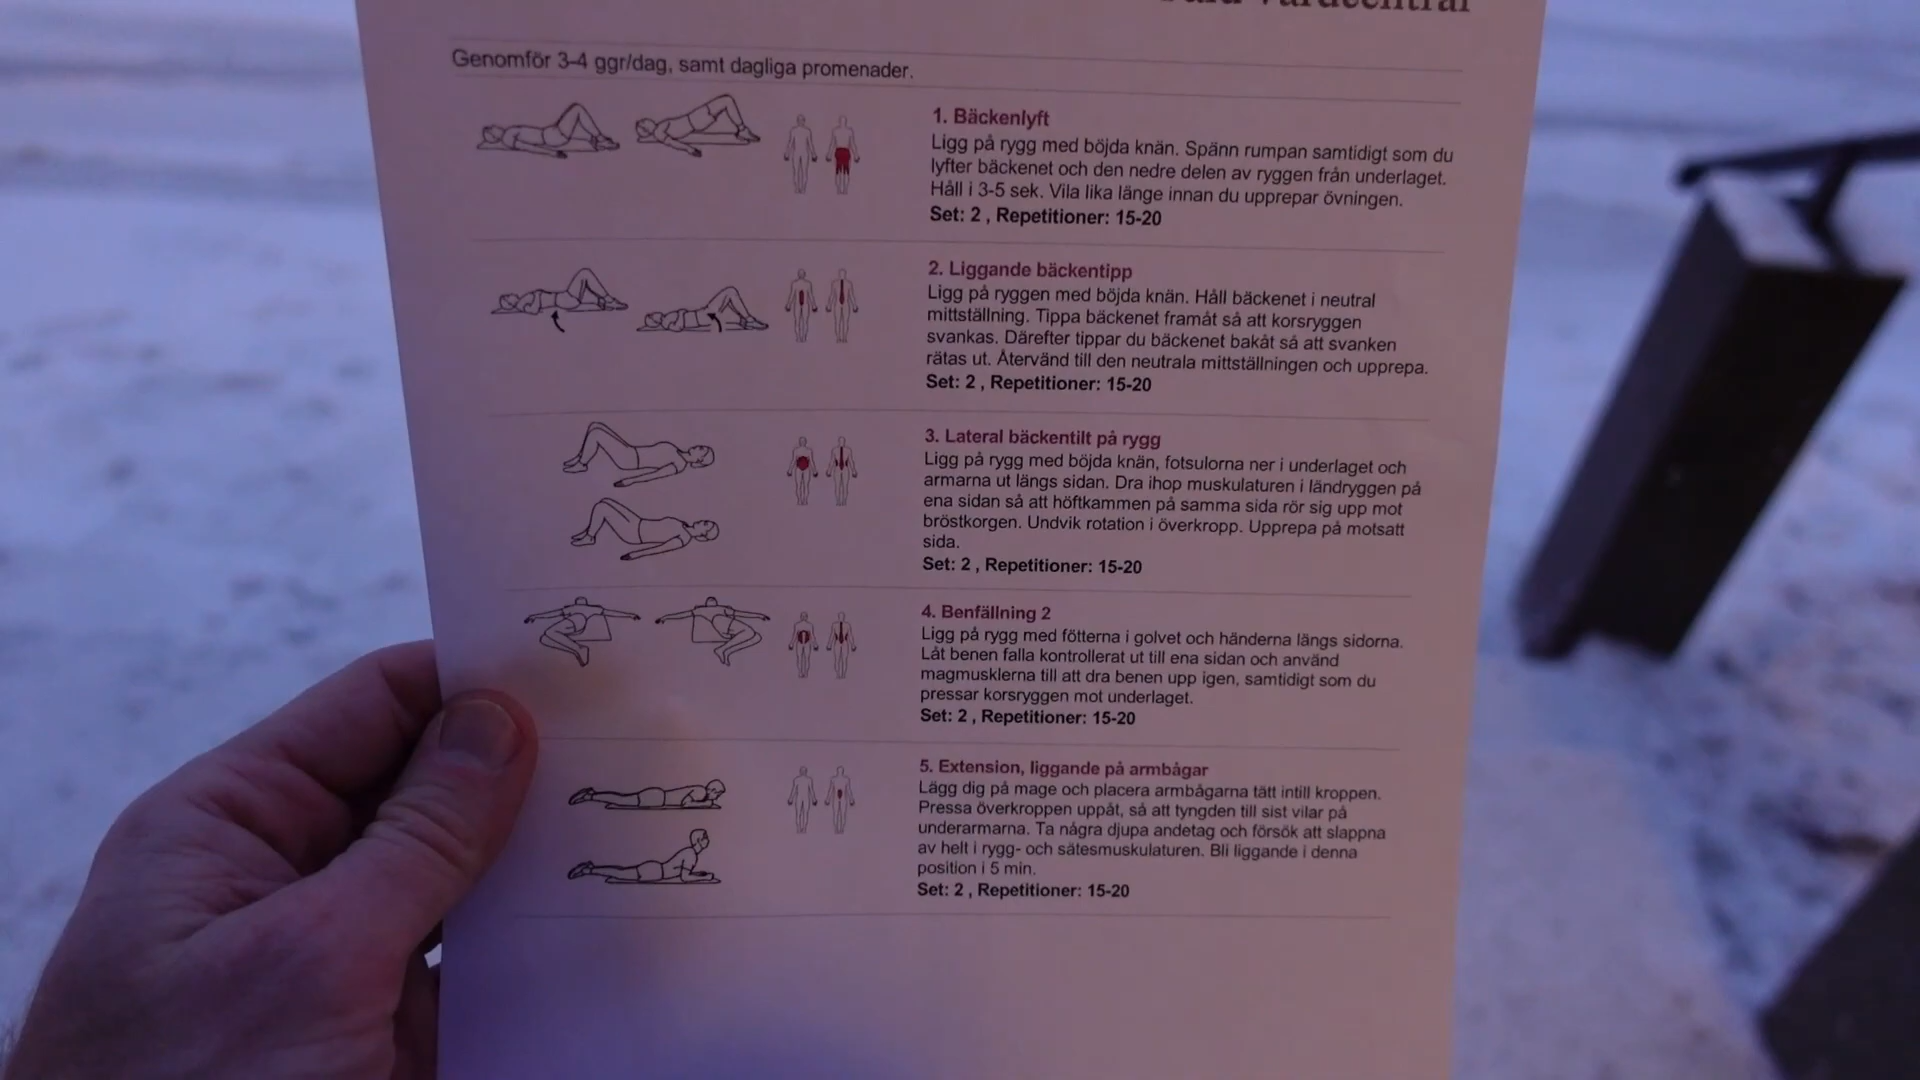 Vårdcentral
Genomför 3-4 ggr/dag, samt dagliga promenader.
1. Bäckenlyft
Ligg på rygg med böjda knän. Spänn rumpan samtidigt som du
lyfter bäckenet och den nedre delen av ryggen från underlaget.
Håll i 3-5 sek. Vila lika länge innan du upprepar övningen.
Set: 2 , Repetitioner: 15-20
2. Liggande bäckentipp
Ligg på ryggen med böjda knän. Håll bäckenet i neutral
mittställning. Tippa bäckenet framåt så att korsryggen
svankas. Därefter tippar du bäckenet bakåt så att svanken
rätas ut. Återvänd till den neutrala mittställningen och upprepa.
Set: 2 , Repetitioner: 15-20
3. Lateral bäckentilt på rygg
Ligg på rygg med böjda knän, fotsulorna ner i underlaget och
armarna ut längs sidan. Dra ihop muskulaturen i ländryggen på
ena sidan så att höftkammen på samma sida rör sig upp mot
bröstkorgen. Undvik rotation i överkropp. Upprepa på motsatt
sida.
Set: 2 , Repetitioner: 15-20
4. Benfällning 2
Ligg på rygg med fötterna i golvet och händerna längs sidorna.
Låt benen falla kontrollerat ut till ena sidan och använd
magmusklerna till att dra benen upp igen, samtidigt som du
pressar korsryggen mot underlaget.
Set: 2 , Repetitioner: 15-20
5. Extension, liggande på armbågar
Lägg dig på mage och placera armbågarna tätt intill kroppen.
Pressa överkroppen uppåt, så att tyngden till sist vilar på
underarmarna. Ta några djupa andetag och försök att slappna
av helt i rygg- och sätesmuskulaturen. Bli liggande i denna
position i 5 min.
Set: 2 , Repetitioner: 15-20